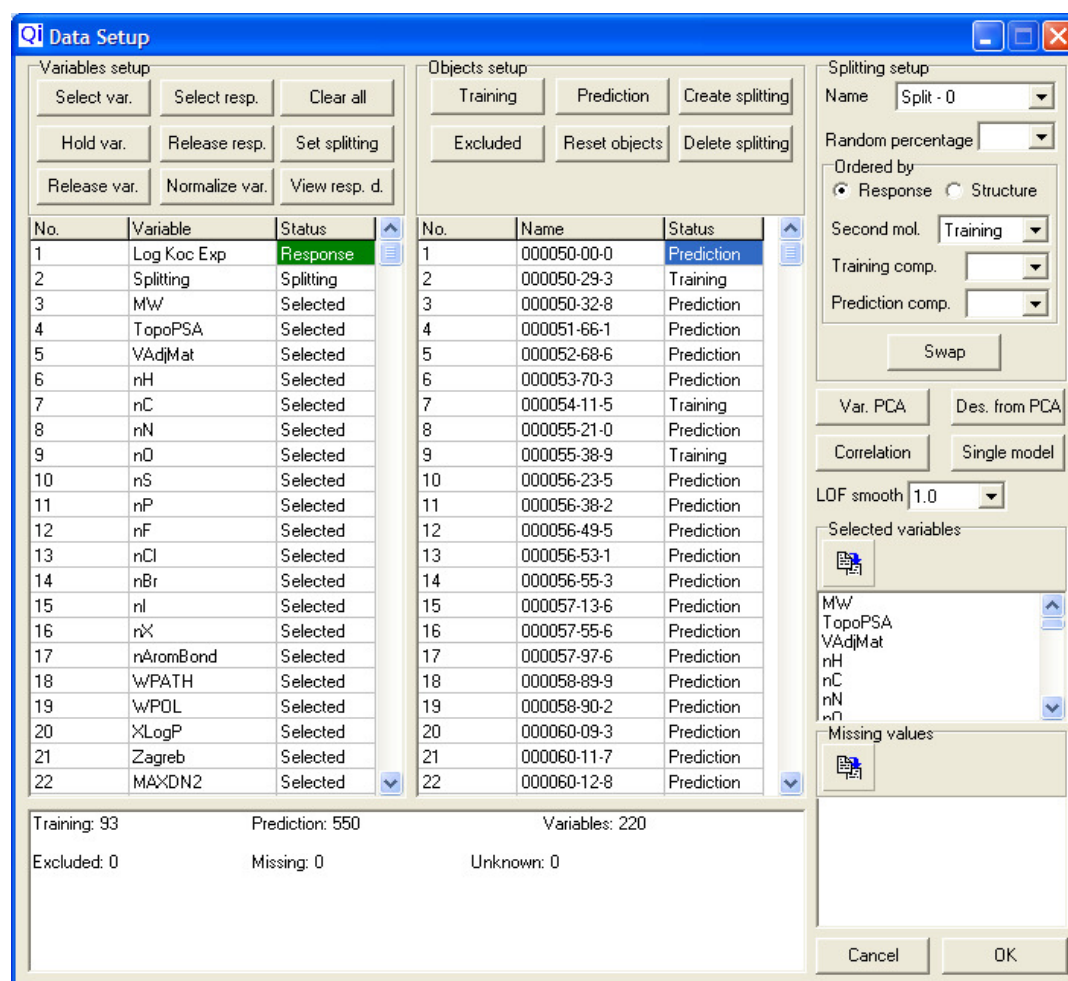 Qi Data Setup
Variables setup
Select var. Select resp. Clear all
Hold var. Release resp. Set splitting
Release var. Normalize var. View resp. d.
Objects setup
Training Prediction Create splitting
Excluded Reset objects Delete splitting
Splitting setup
Name Split - 0
Random percentage
Ordered by
Response Structure
Second mol. Training
Training comp.
Prediction comp.
Swap
Var. PCA Des. from PCA
Correlation Single model
LOF smooth 1.0
Selected variables
MW
TopoPSA
VAdjMat
nH
nC
nN
nO
Missing values
No. Variable Status
1 Log Koc Exp Response
2 Splitting Splitting
3 MW Selected
4 TopoPSA Selected
5 VAdjMat Selected
6 nH Selected
7 nC Selected
8 nN Selected
9 nO Selected
10 nS Selected
11 nP Selected
12 nF Selected
13 nCl Selected
14 nBr Selected
15 nI Selected
16 nX Selected
17 nAromBond Selected
18 WPATH Selected
19 WPOL Selected
20 XLogP Selected
21 Zagreb Selected
22 MAXDN2 Selected
No. Name Status
1 000050-00-0 Prediction
2 000050-29-3 Training
3 000050-32-8 Prediction
4 000051-66-1 Prediction
5 000052-68-6 Prediction
6 000053-70-3 Prediction
7 000054-11-5 Training
8 000055-21-0 Prediction
9 000055-38-9 Training
10 000056-23-5 Prediction
11 000056-38-2 Prediction
12 000056-49-5 Prediction
13 000056-53-1 Prediction
14 000056-55-3 Prediction
15 000057-13-6 Prediction
16 000057-55-6 Prediction
17 000057-97-6 Prediction
18 000058-89-9 Prediction
19 000058-90-2 Prediction
20 000060-09-3 Prediction
21 000060-11-7 Prediction
22 000060-12-8 Prediction
Training: 93 Prediction: 550 Variables: 220
Excluded: 0 Missing: 0 Unknown: 0
Cancel OK